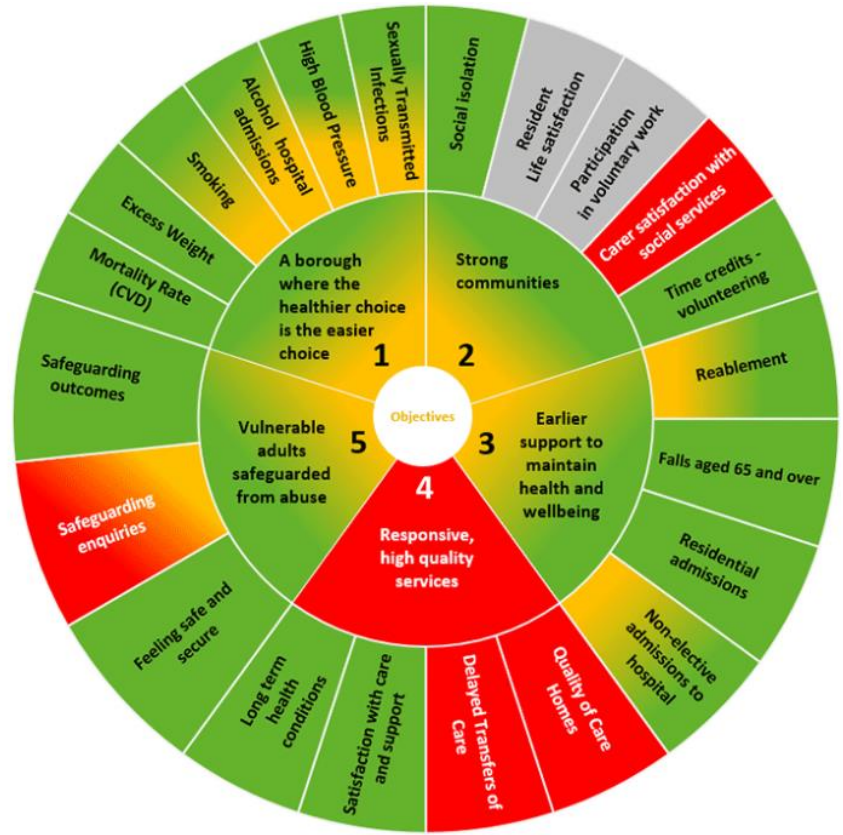 Objectives
A borough
where the
healthier choice
is the easier
choice
1
Strong
communities
2
Earlier
support to
maintain
health and
wellbeing
3
4
Responsive,
high quality
services
Vulnerable
adults
safeguarded
from abuse
5
Social isolation
Resident
Life satisfaction
Participation
in voluntary work
Carer satisfaction with
social services
Time credits -
volunteering
Reablement
Falls aged 65 and over
Residential
admissions
Non-elective
admissions to
hospital
Quality of Care
Homes
Delayed Transfers of
Care
Satisfaction with care
and support
Long term
health
conditions
Feeling safe and
secure
Safeguarding
enquiries
Safeguarding
outcomes
Mortality Rate
(CVD)
Excess Weight
Smoking
Alcohol hospital
admissions
High Blood Pressure
Sexually Transmitted
Infections